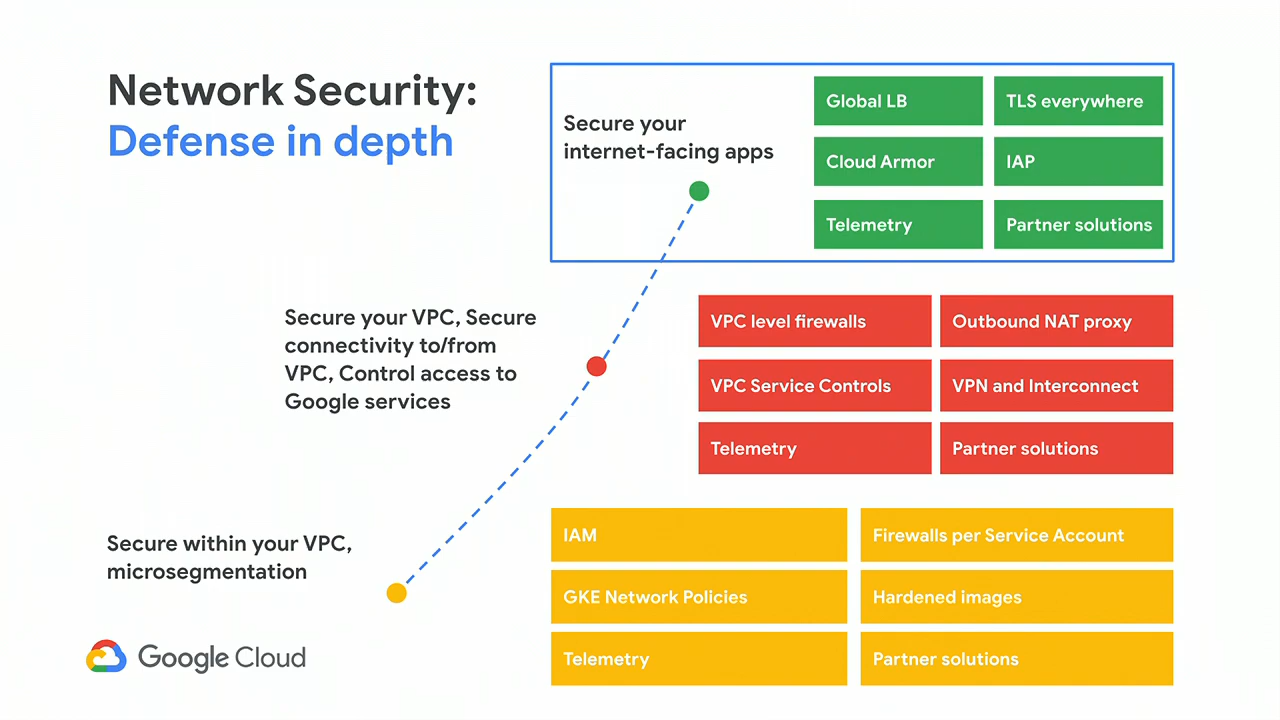 Network Security:
Defense in depth
Secure your
internet-facing apps
Global LB
TLS everywhere
Cloud Armor
IAP
Telemetry
Partner solutions
Secure your VPC, Secure
connectivity to/from
VPC, Control access to
Google services
VPC level firewalls
Outbound NAT proxy
VPC Service Controls
VPN and Interconnect
Telemetry
Partner solutions
Secure within your VPC,
microsegmentation
IAM
Firewalls per Service Account
GKE Network Policies
Hardened images
Telemetry
Partner solutions
Google Cloud